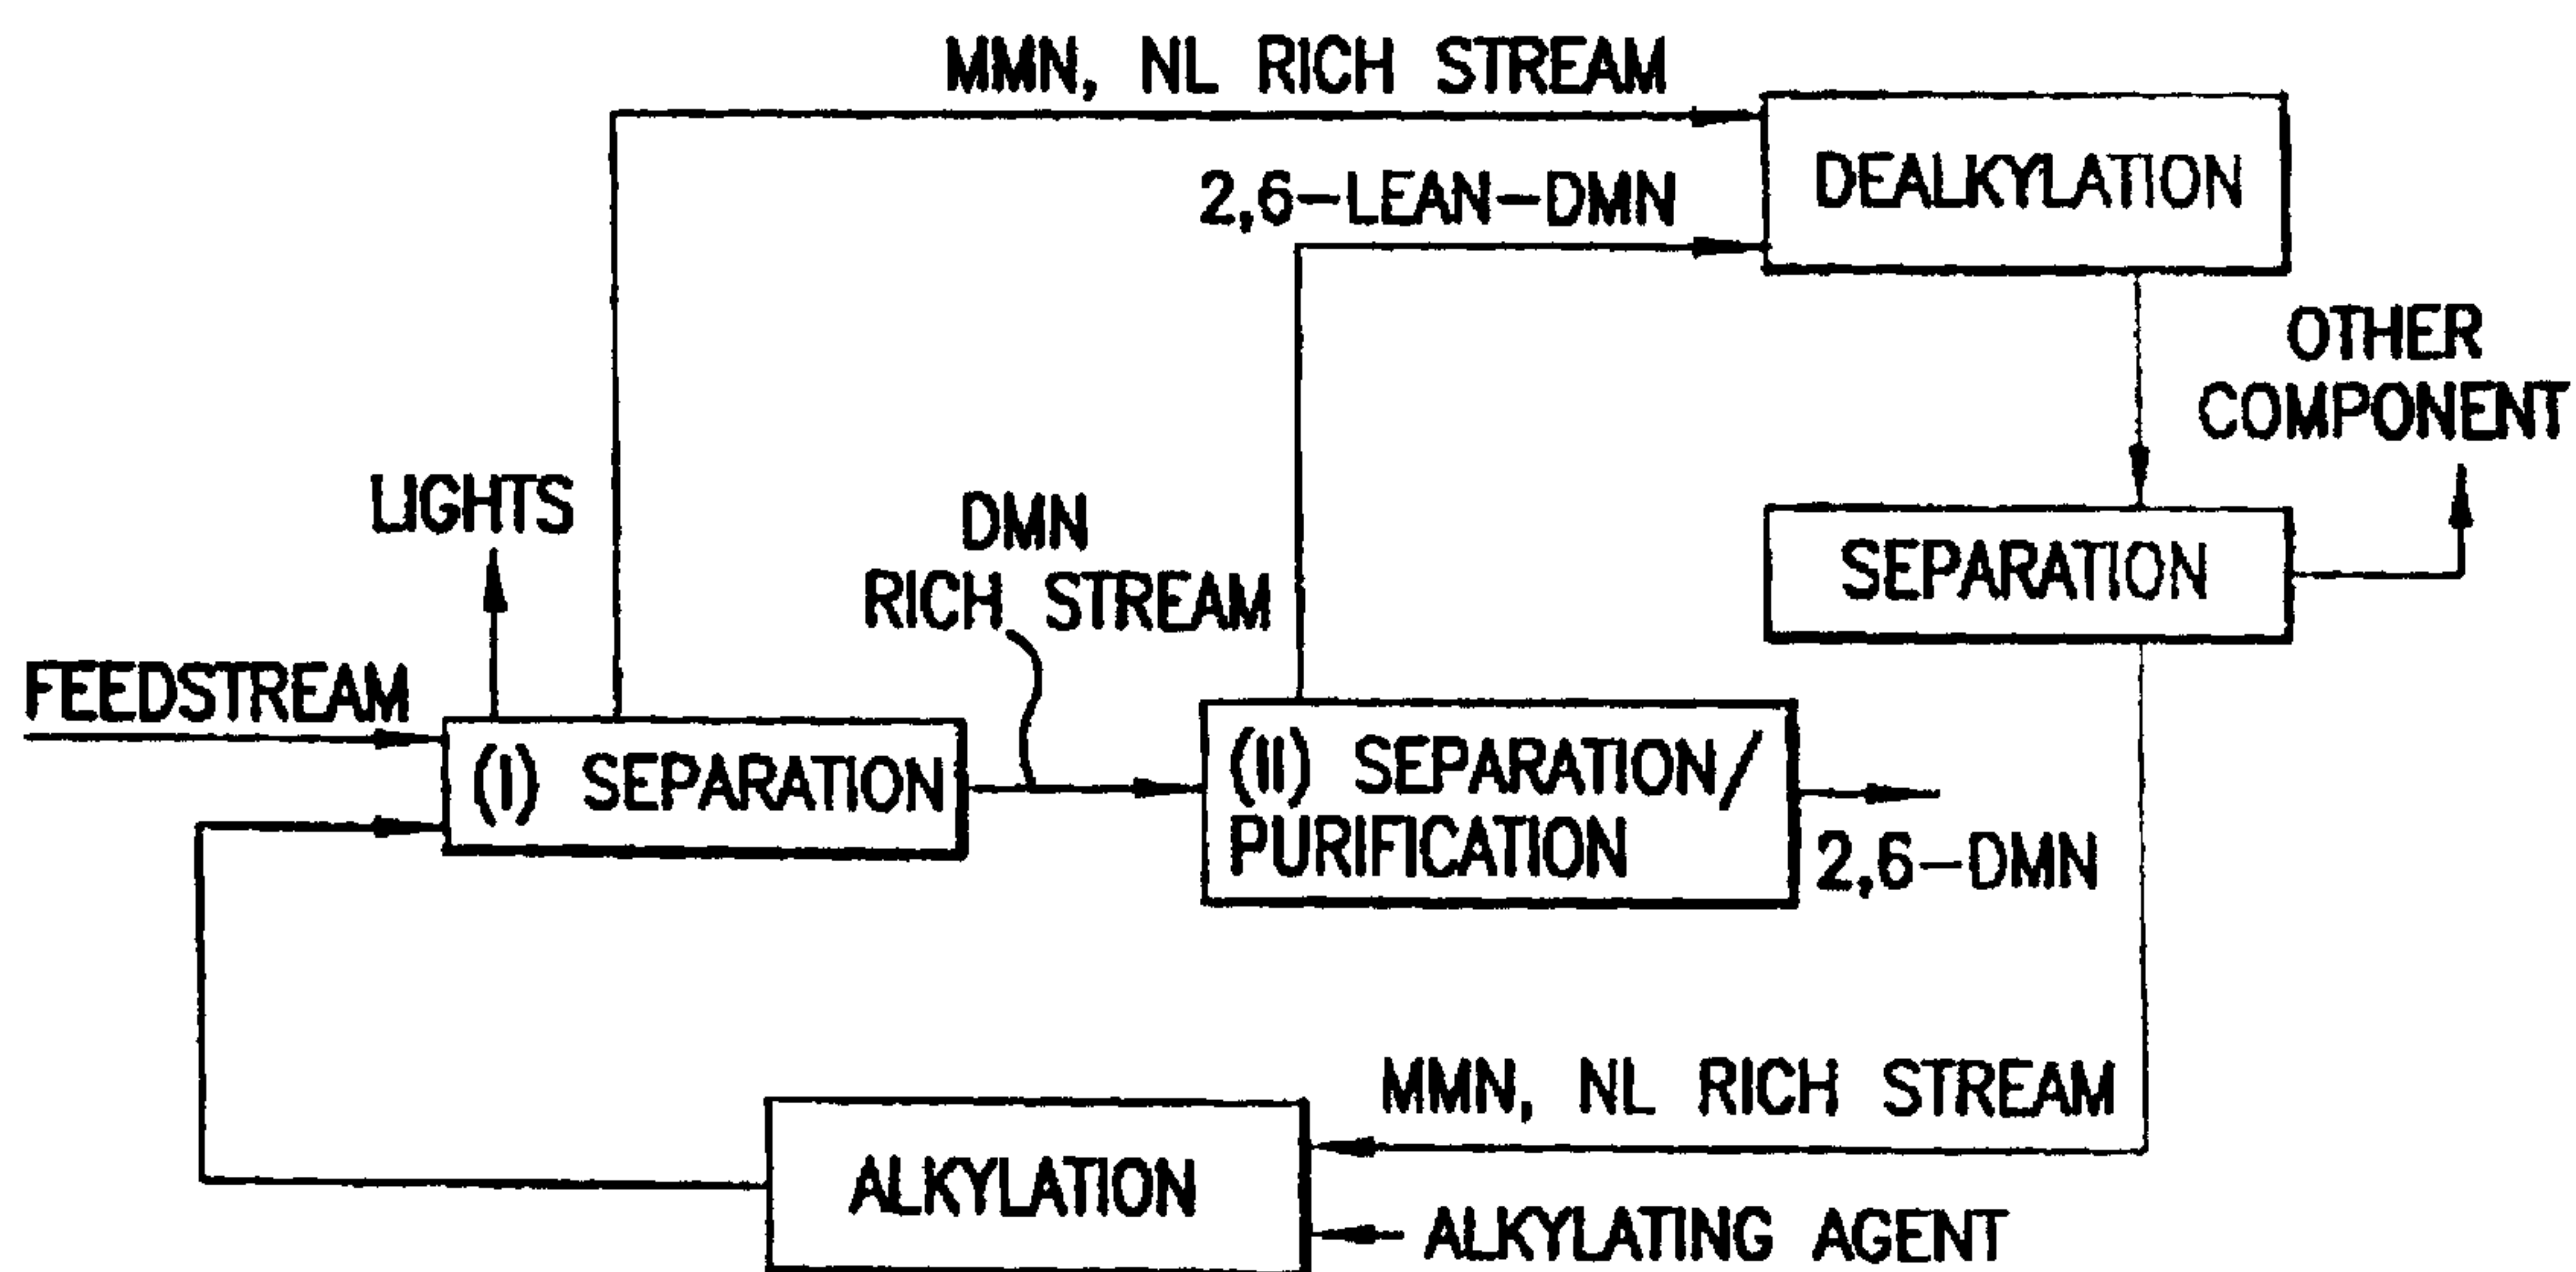 MMN, NL RICH STREAM
2,6-LEAN-DMN
DEALKYLATION
OTHER
COMPONENT
LIGHTS
DMN
RICH STREAM
SEPARATION
FEEDSTREAM
(I) SEPARATION
(II) SEPARATION/
PURIFICATION
2,6-DMN
MMN, NL RICH STREAM
ALKYLATION
ALKYLATING AGENT